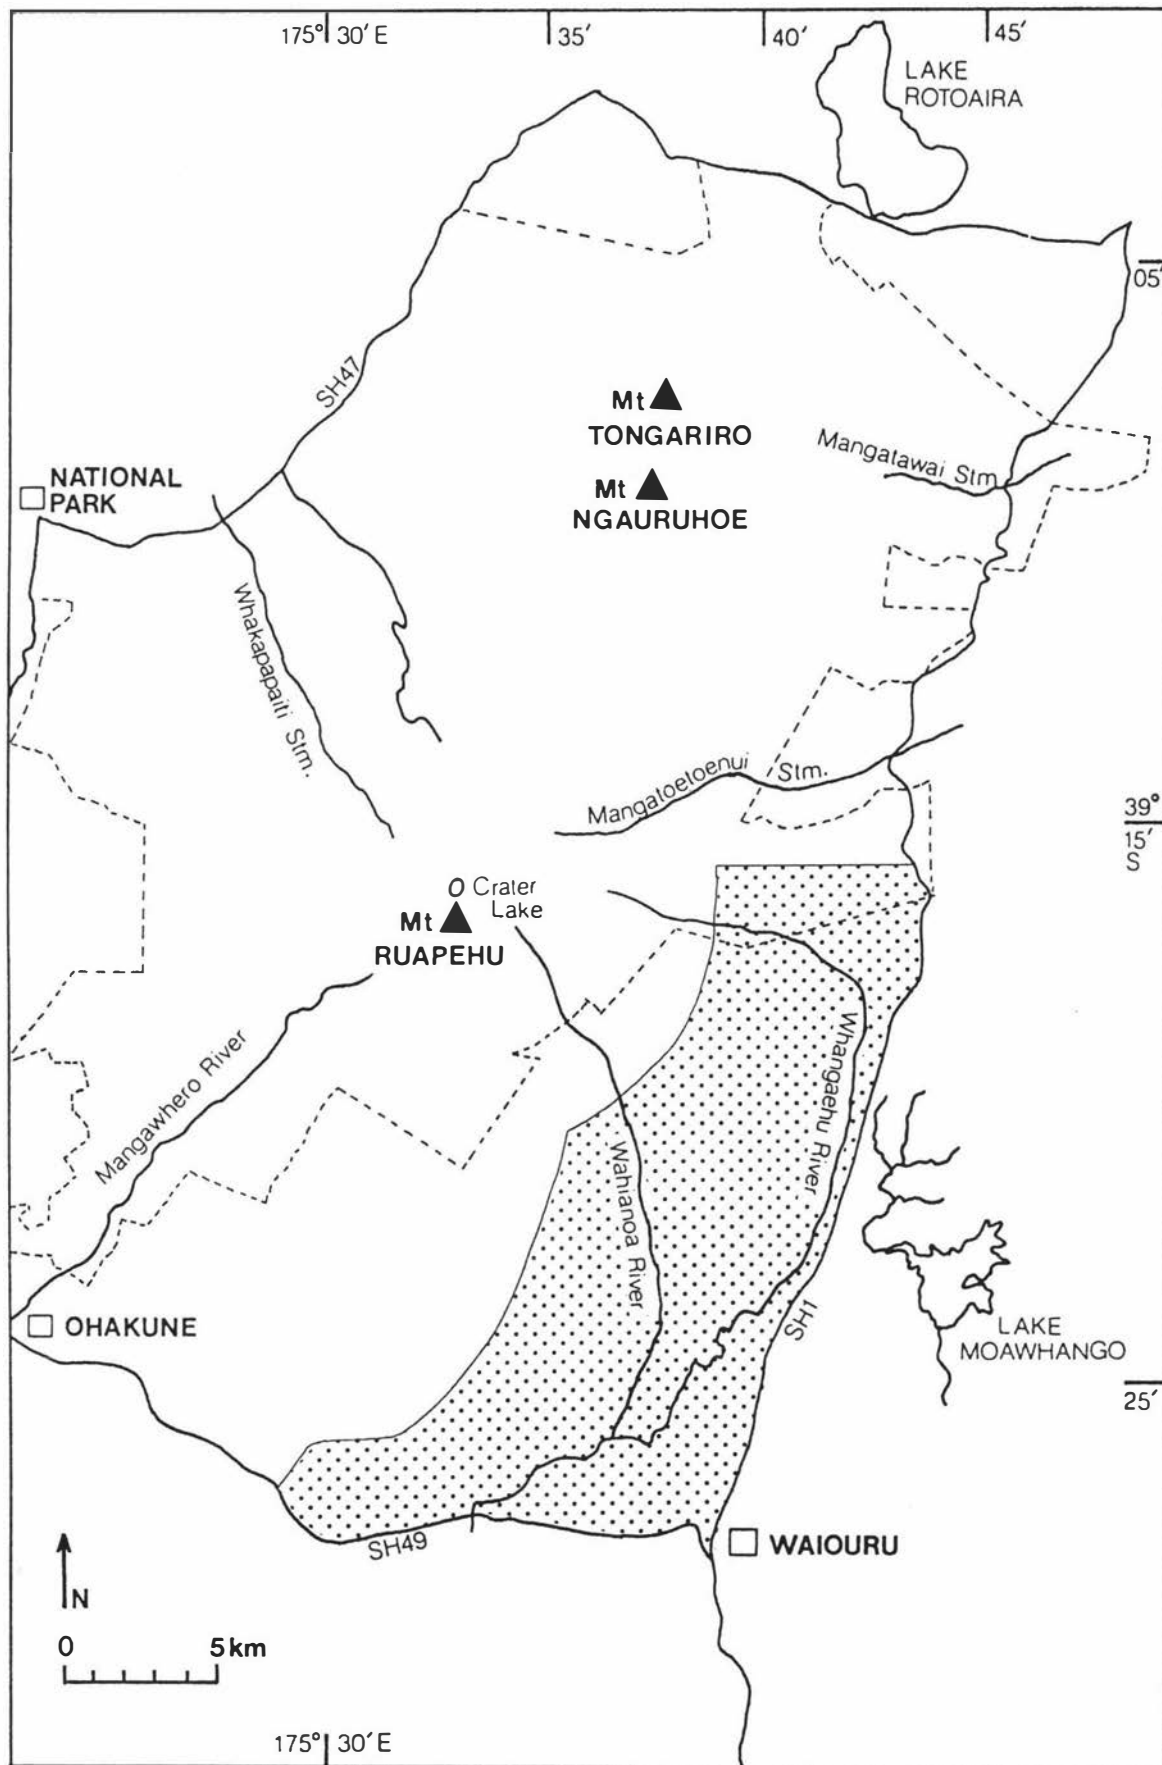 175° 30′ E
35′
40′
45′
LAKE
ROTOAIRA
05′
SH47
Mt
TONGARIRO
Mangatawai Stm
NATIONAL
PARK
Mt
NGAURUHOE
Whakapapaiti Stm.
Mangatoetoenui Stm.
39°
15′
S
O Crater
Lake
Mt
RUAPEHU
Mangawhero River
Whangaehu River
Wahianoa River
SH1
OHAKUNE
LAKE
MOAWHANGO
25′
SH49
WAIOURU
N
0 5km
175° 30′ E